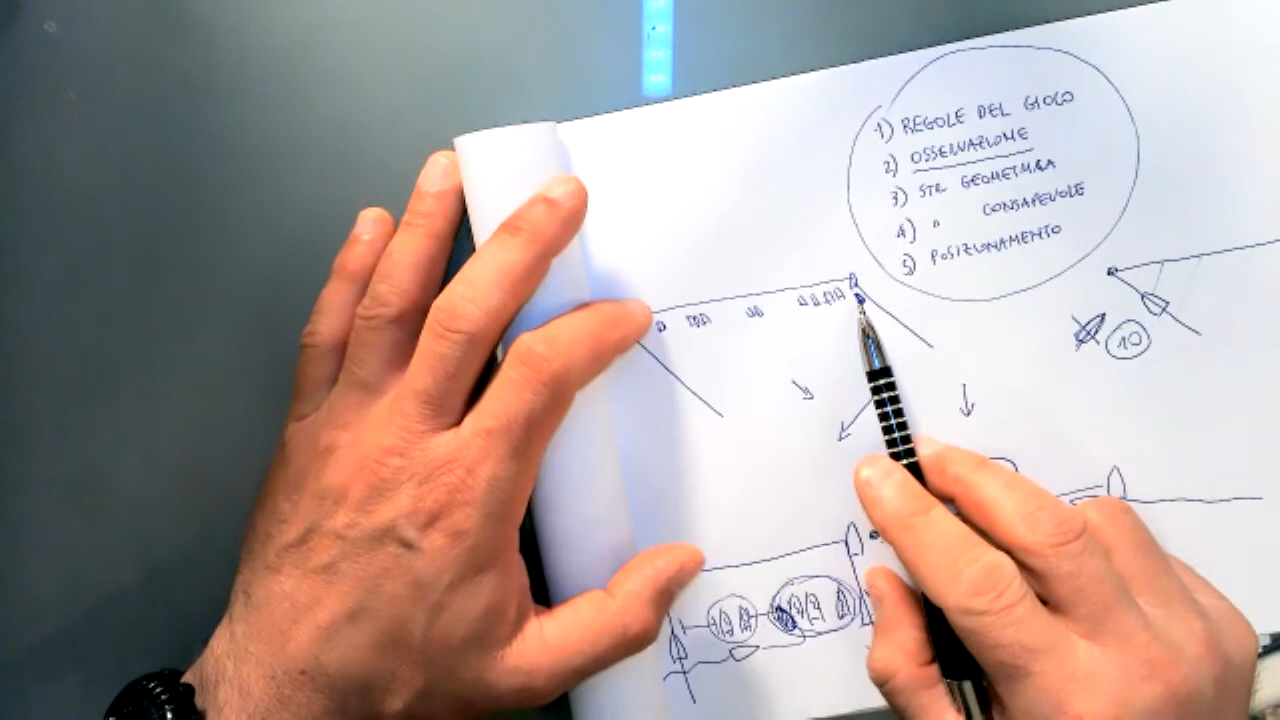 1) REGOLE DEL GIOCO
2) OSSERVAZIONE
3) STR GEOMETRICA
4) " CONSAPEVOLE
5) POSIZIONAMENTO
10